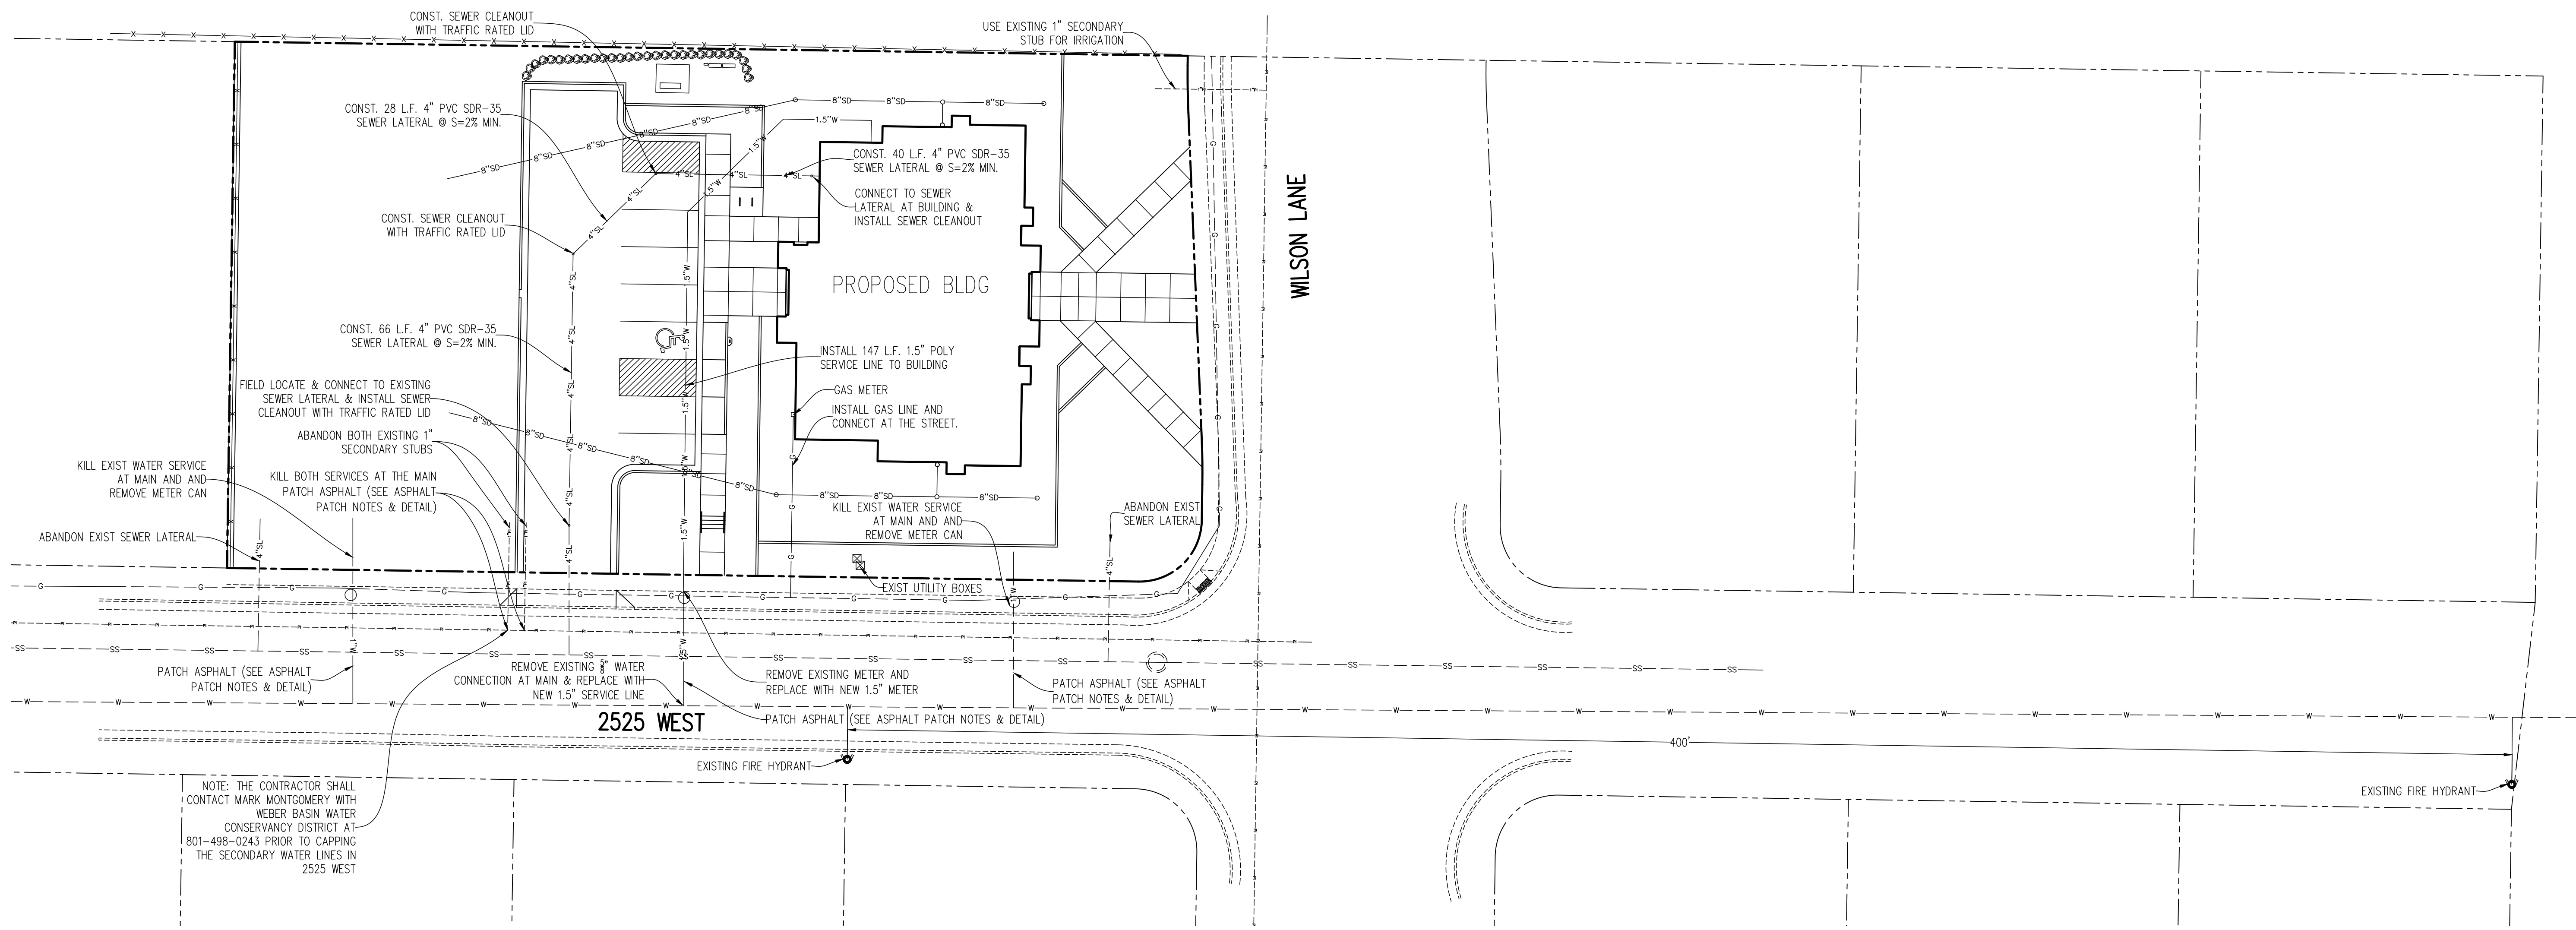 CONST. SEWER CLEANOUT
WITH TRAFFIC RATED LID
USE EXISTING 1" SECONDARY
STUB FOR IRRIGATION
CONST. 28 L.F. 4" PVC SDR-35
SEWER LATERAL @ S=2% MIN.
CONST. 40 L.F. 4" PVC SDR-35
SEWER LATERAL @ S=2% MIN.
CONNECT TO SEWER
LATERAL AT BUILDING &
INSTALL SEWER CLEANOUT
CONST. SEWER CLEANOUT
WITH TRAFFIC RATED LID
WILSON LANE
PROPOSED BLDG
CONST. 66 L.F. 4" PVC SDR-35
SEWER LATERAL @ S=2% MIN.
INSTALL 147 L.F. 1.5" POLY
SERVICE LINE TO BUILDING
GAS METER
INSTALL GAS LINE AND
CONNECT AT THE STREET.
FIELD LOCATE & CONNECT TO EXISTING
SEWER LATERAL & INSTALL SEWER
CLEANOUT WITH TRAFFIC RATED LID
ABANDON BOTH EXISTING 1"
SECONDARY STUBS
KILL EXIST WATER SERVICE
AT MAIN AND AND
REMOVE METER CAN
KILL BOTH SERVICES AT THE MAIN
PATCH ASPHALT (SEE ASPHALT
PATCH NOTES & DETAIL)
ABANDON EXIST SEWER LATERAL
KILL EXIST WATER SERVICE
AT MAIN AND AND
REMOVE METER CAN
ABANDON EXIST
SEWER LATERAL
EXIST UTILITY BOXES
PATCH ASPHALT (SEE ASPHALT
PATCH NOTES & DETAIL)
REMOVE EXISTING WATER
CONNECTION AT MAIN & REPLACE WITH
NEW 1.5" SERVICE LINE
REMOVE EXISTING METER AND
REPLACE WITH NEW 1.5" METER
PATCH ASPHALT (SEE ASPHALT
PATCH NOTES & DETAIL)
PATCH ASPHALT (SEE ASPHALT PATCH NOTES & DETAIL)
2525 WEST
400'
EXISTING FIRE HYDRANT
EXISTING FIRE HYDRANT
NOTE: THE CONTRACTOR SHALL
CONTACT MARK MONTGOMERY WITH
WEBER BASIN WATER
CONSERVANCY DISTRICT AT
801-498-0243 PRIOR TO CAPPING
THE SECONDARY WATER LINES IN
2525 WEST
8"SD
4"SL
1.5"W
1"W
G
SS
W
X